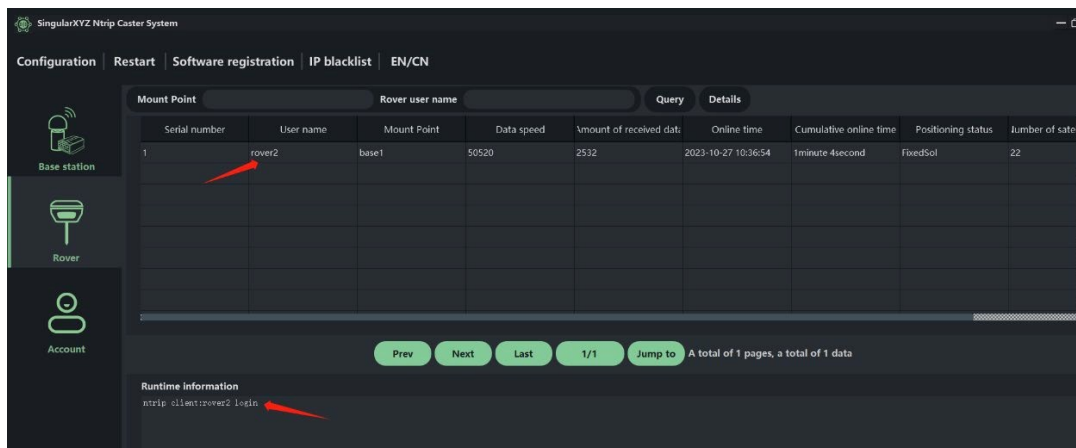 SingularXYZ Ntrip Caster System
Configuration Restart Software registration IP blacklist EN/CN
Mount Point Rover user name Query Details
Serial number User name Mount Point Data speed Amount of received data Online time Cumulative online time Positioning status Number of sate
1 rover2 base1 50520 2532 2023-10-27 10:36:54 1minute 4second FixedSol 22
Base station
Rover
Account
Prev Next Last 1/1 Jump to A total of 1 pages, a total of 1 data
Runtime information
ntrip client:rover2 login